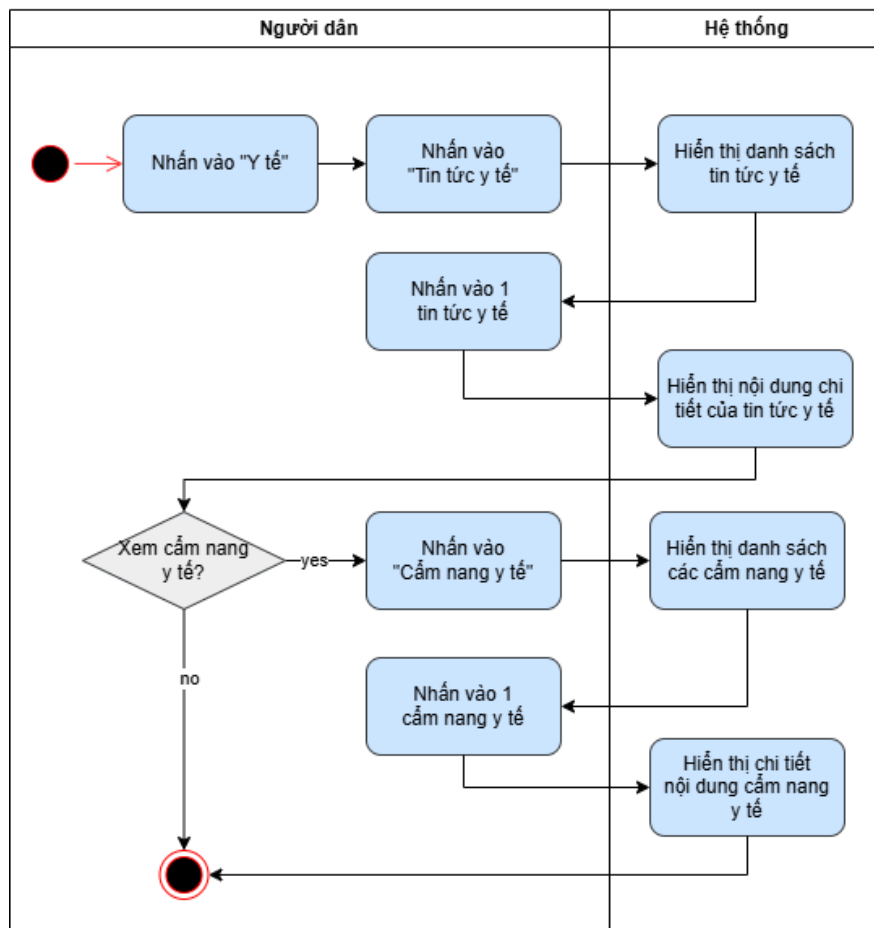 Người dân
Hệ thống
Nhấn vào "Y tế"
Nhấn vào
"Tin tức y tế"
Hiển thị danh sách
tin tức y tế
Nhấn vào 1
tin tức y tế
Hiển thị nội dung chi
tiết của tin tức y tế
Xem cẩm nang
y tế?
yes
Nhấn vào
"Cẩm nang y tế"
Hiển thị danh sách
các cẩm nang y tế
no
Nhấn vào 1
cẩm nang y tế
Hiển thị chi tiết
nội dung cẩm nang
y tế